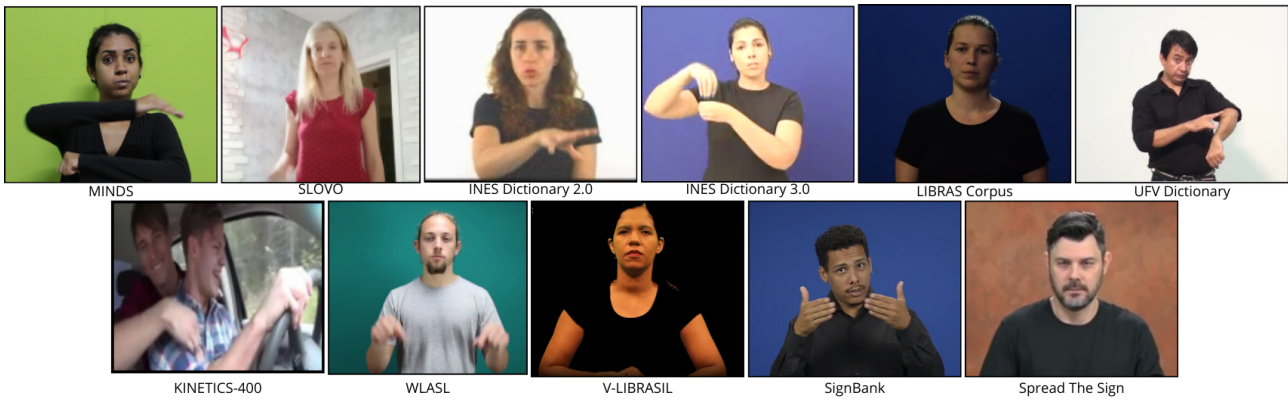 MINDS
SLOVO
INES Dictionary 2.0
INES Dictionary 3.0
LIBRAS Corpus
UFV Dictionary
KINETICS-400
WLASL
V-LIBRASIL
SignBank
Spread The Sign